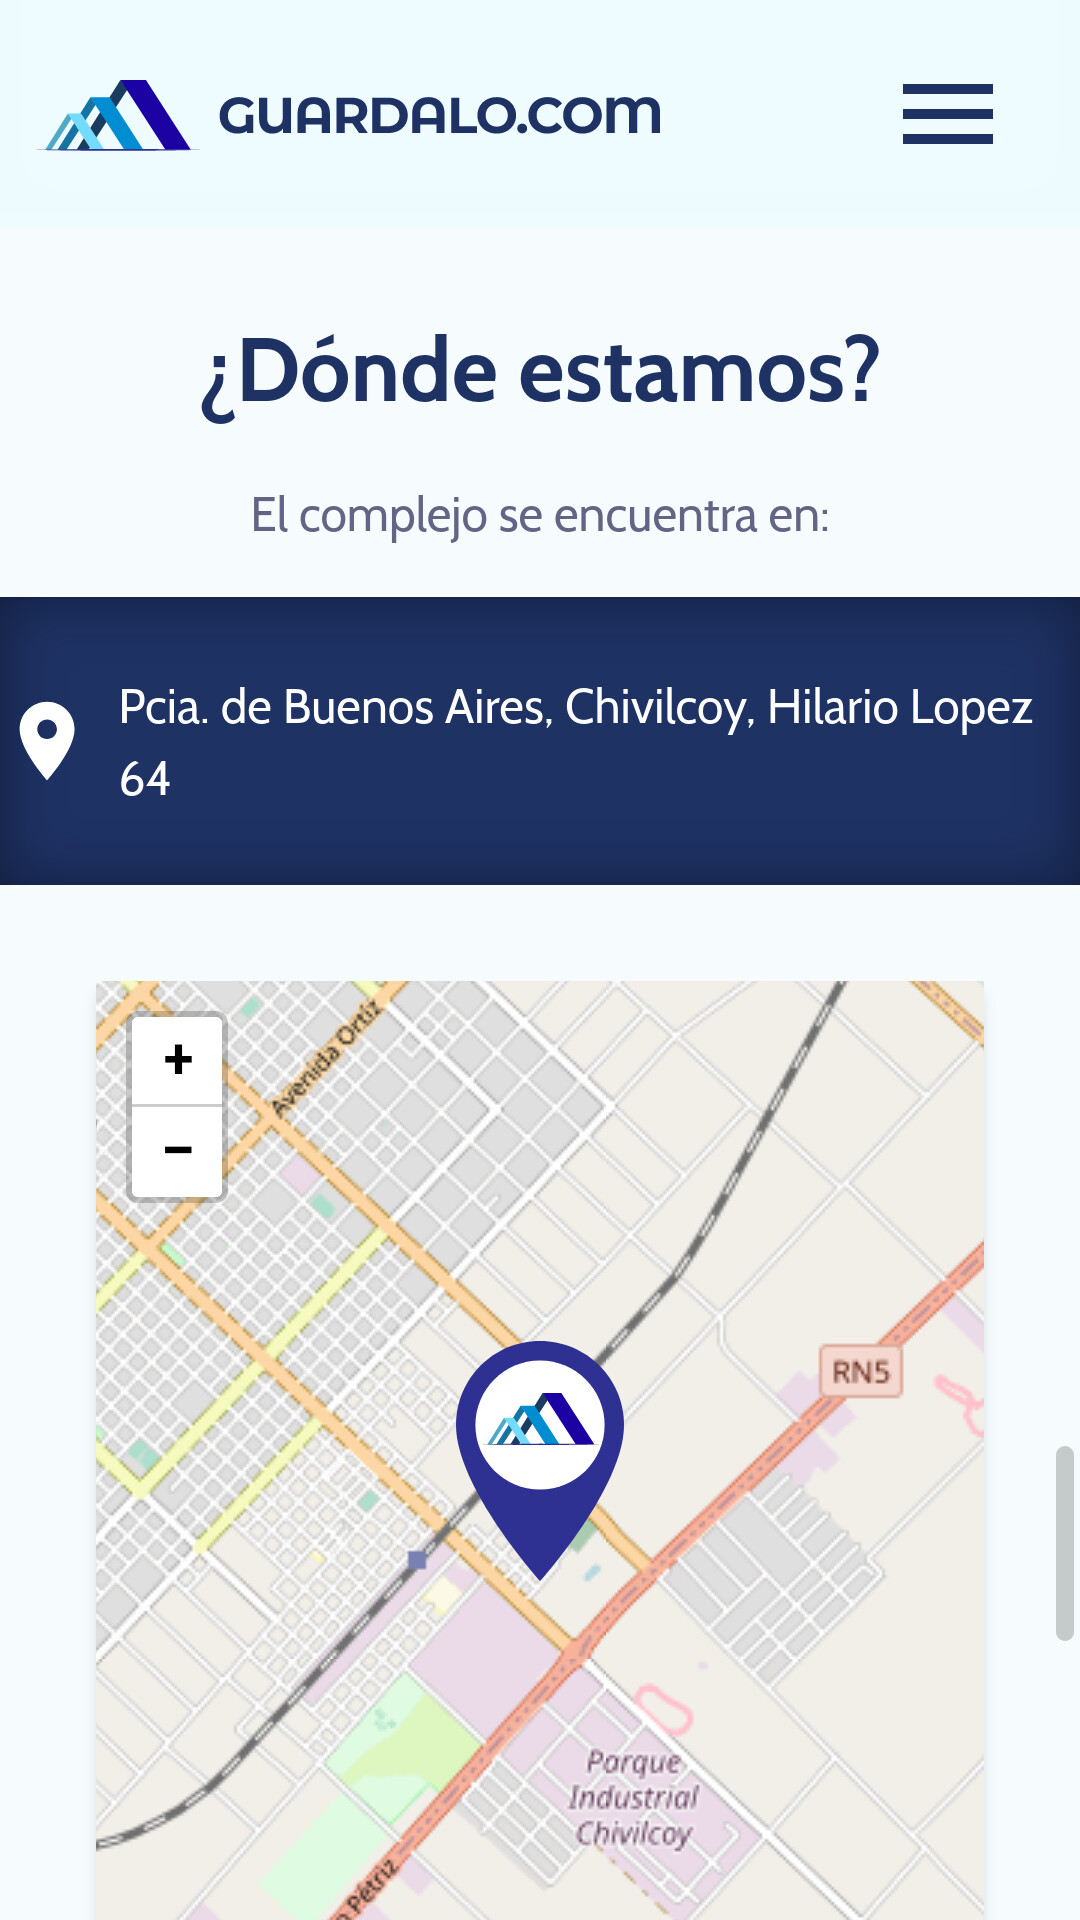 GUARDALO.COM
¿Dónde estamos?
El complejo se encuentra en:
Pcia. de Buenos Aires, Chivilcoy, Hilario Lopez
64
+
−
Avenida Ortiz
RN5
Parque
Industrial
Chivilcoy
Pétriz